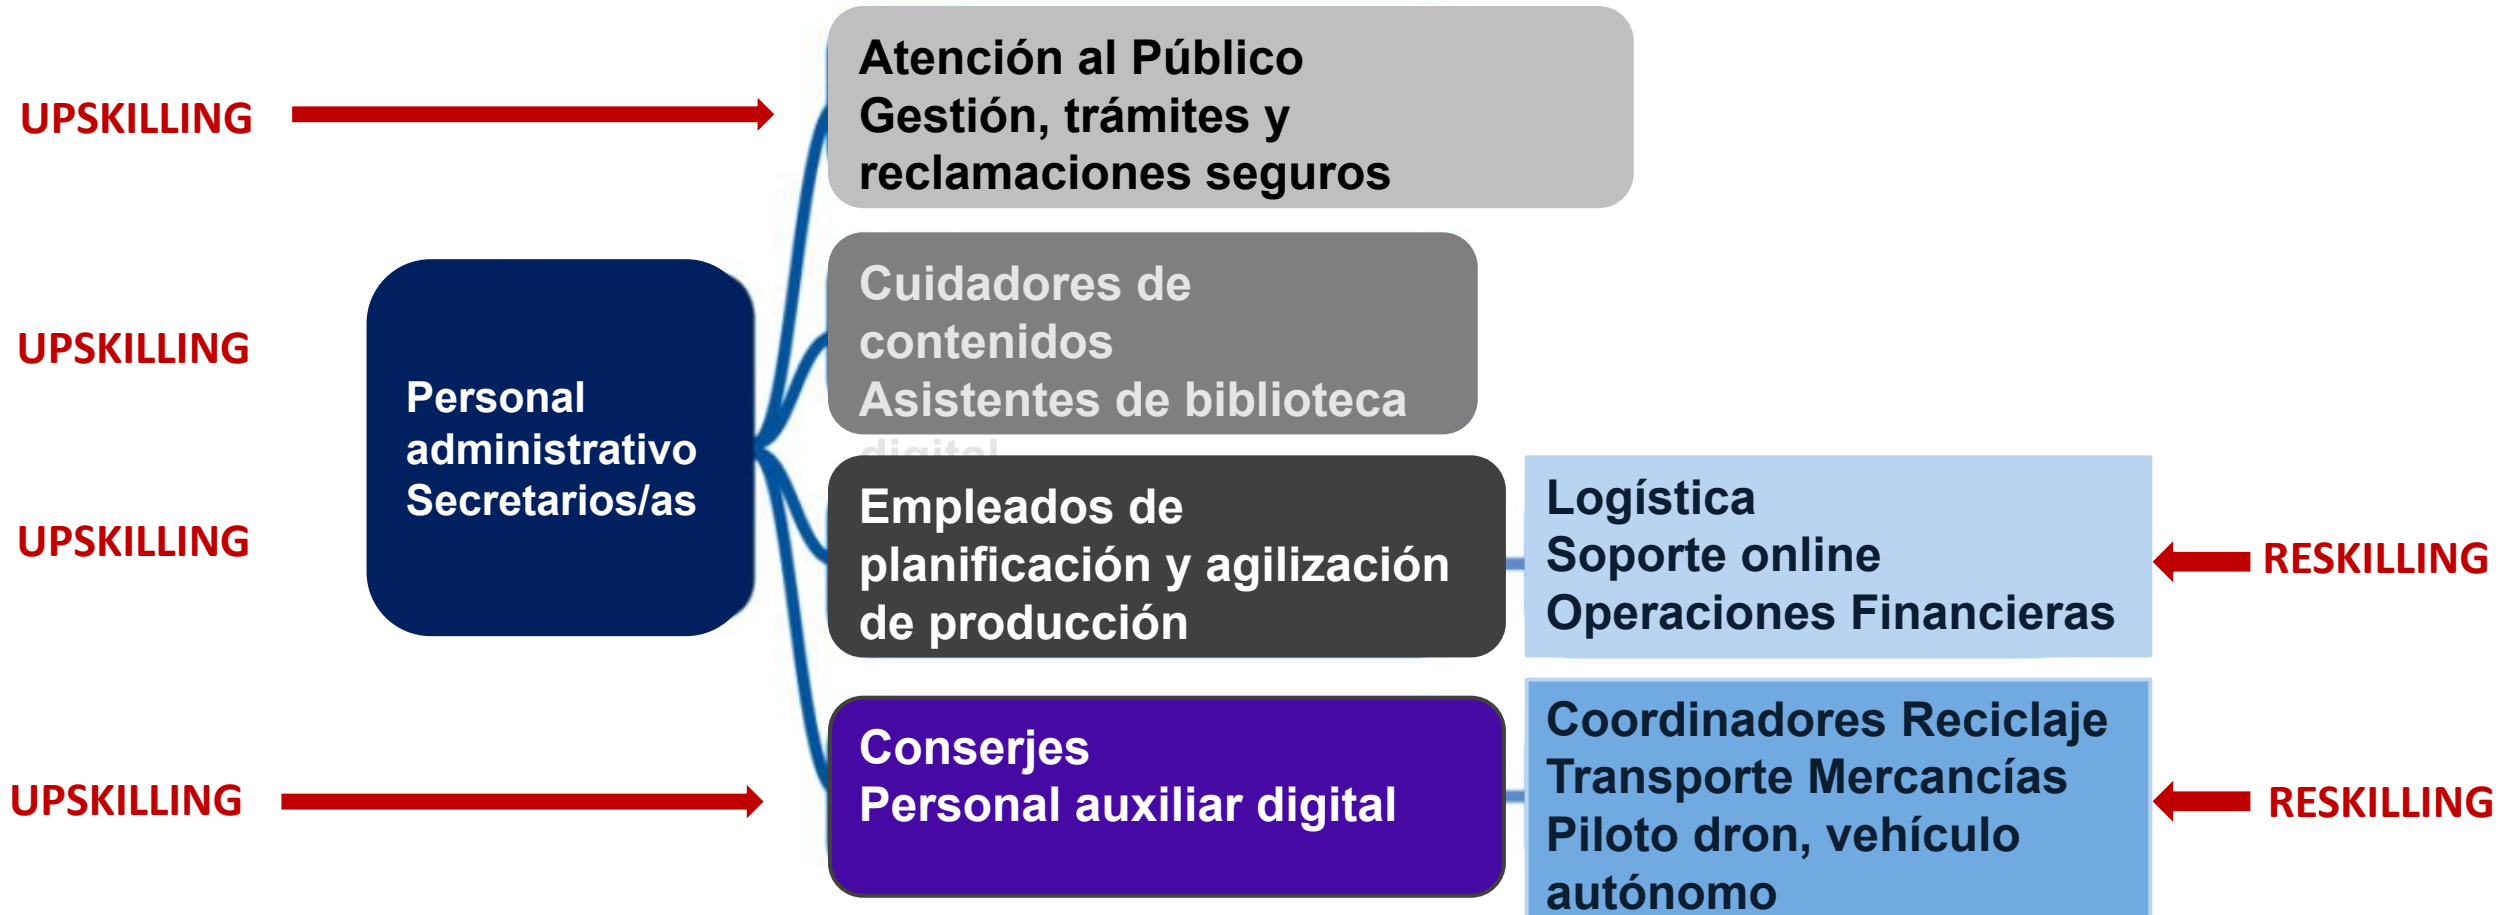 UPSKILLING
Atención al Público
Gestión, trámites y
reclamaciones seguros
UPSKILLING
Cuidadores de
contenidos
Asistentes de biblioteca
digital
Personal
administrativo
Secretarios/as
UPSKILLING
Empleados de
planificación y agilización
de producción
Logística
Soporte online
Operaciones Financieras
RESKILLING
UPSKILLING
Conserjes
Personal auxiliar digital
Coordinadores Reciclaje
Transporte Mercancías
Piloto dron, vehículo
autónomo
RESKILLING